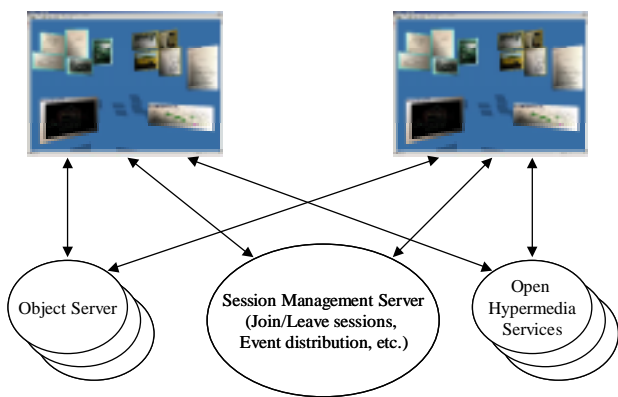 Object Server
Session Management Server
(Join/Leave sessions,
Event distribution, etc.)
Open
Hypermedia
Services